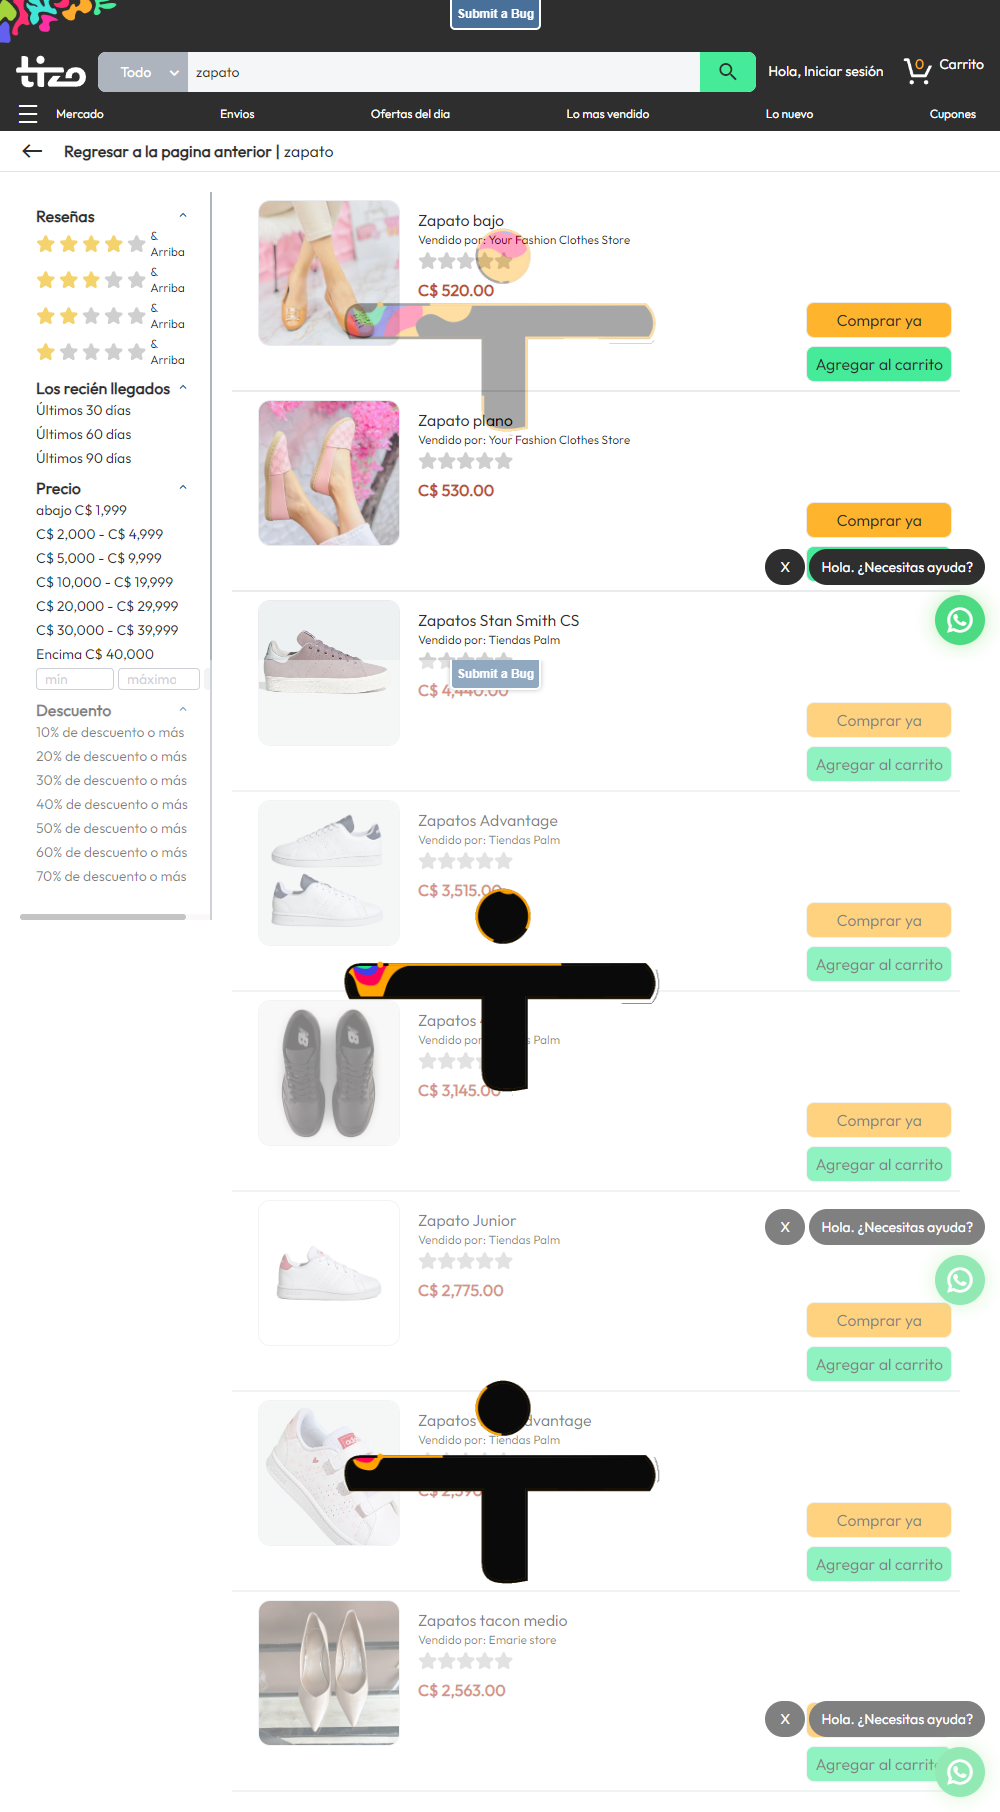 Submit a Bug
tizo
Todo
zapato
Hola, Iniciar sesión
0
Carrito
Mercado
Envios
Ofertas del dia
Lo mas vendido
Lo nuevo
Cupones
Regresar a la pagina anterior | zapato
Reseñas
& Arriba
& Arriba
& Arriba
& Arriba
Los recién llegados
Últimos 30 días
Últimos 60 días
Últimos 90 días
Precio
abajo C$ 1,999
C$ 2,000 - C$ 4,999
C$ 5,000 - C$ 9,999
C$ 10,000 - C$ 19,999
C$ 20,000 - C$ 29,999
C$ 30,000 - C$ 39,999
Encima C$ 40,000
min
máximo
Descuento
10% de descuento o más
20% de descuento o más
30% de descuento o más
40% de descuento o más
50% de descuento o más
60% de descuento o más
70% de descuento o más
Zapato bajo
Vendido por: Your Fashion Clothes Store
C$ 520.00
Comprar ya
Agregar al carrito
Zapato plano
Vendido por: Your Fashion Clothes Store
C$ 530.00
Comprar ya
X
Hola. ¿Necesitas ayuda?
Zapatos Stan Smith CS
Vendido por: Tiendas Palm
Submit a Bug
C$ 4,440.00
Comprar ya
Agregar al carrito
Zapatos Advantage
Vendido por: Tiendas Palm
C$ 3,515.00
Comprar ya
Agregar al carrito
Zapatos
Vendido por Palm
C$ 3,145.00
Comprar ya
Agregar al carrito
Zapato Junior
Vendido por: Tiendas Palm
C$ 2,775.00
X
Hola. ¿Necesitas ayuda?
Comprar ya
Agregar al carrito
Zapatos dvantage
Vendido por: Tiendas Palm
Comprar ya
Agregar al carrito
Zapatos tacon medio
Vendido por: Emarie store
C$ 2,563.00
X
Hola. ¿Necesitas ayuda?
Agregar al carrito